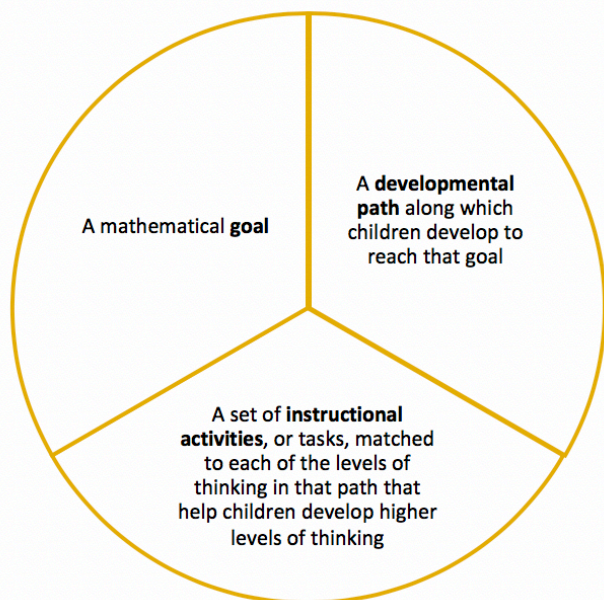 A mathematical goal
A developmental
path along which
children develop to
reach that goal
A set of instructional
activities, or tasks, matched
to each of the levels of
thinking in that path that
help children develop higher
levels of thinking